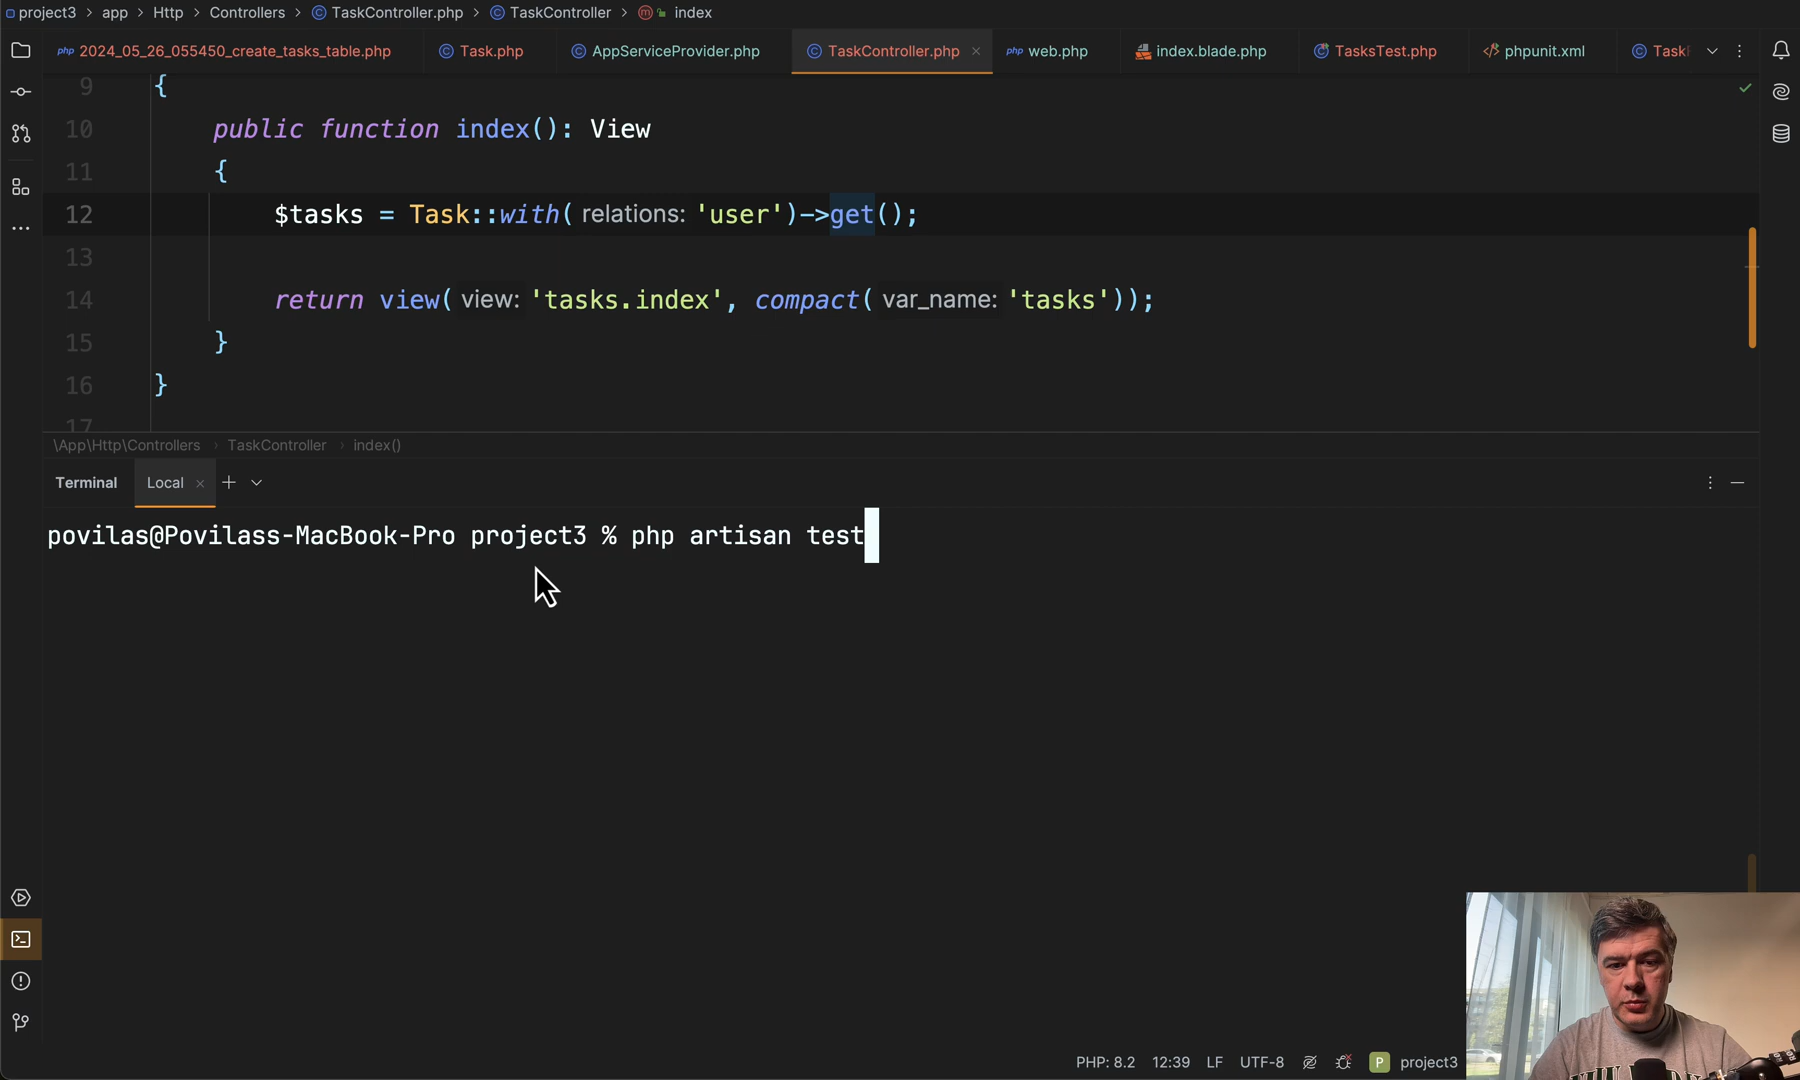 project3 > app > Http > Controllers > TaskController.php > TaskController > index
2024_05_26_055450_create_tasks_table.php Task.php AppServiceProvider.php TaskController.php × web.php index.blade.php TasksTest.php phpunit.xml
9 {
10 public function index(): View
11 {
12 $tasks = Task::with( relations: 'user')->get();
13
14 return view( view: 'tasks.index', compact( var_name: 'tasks'));
15 }
16 }
17
\App\Http\Controllers > TaskController > index()
Terminal Local × +
povilas@Povilass-MacBook-Pro project3 % php artisan test
PHP: 8.2 12:39 LF UTF-8 P project3